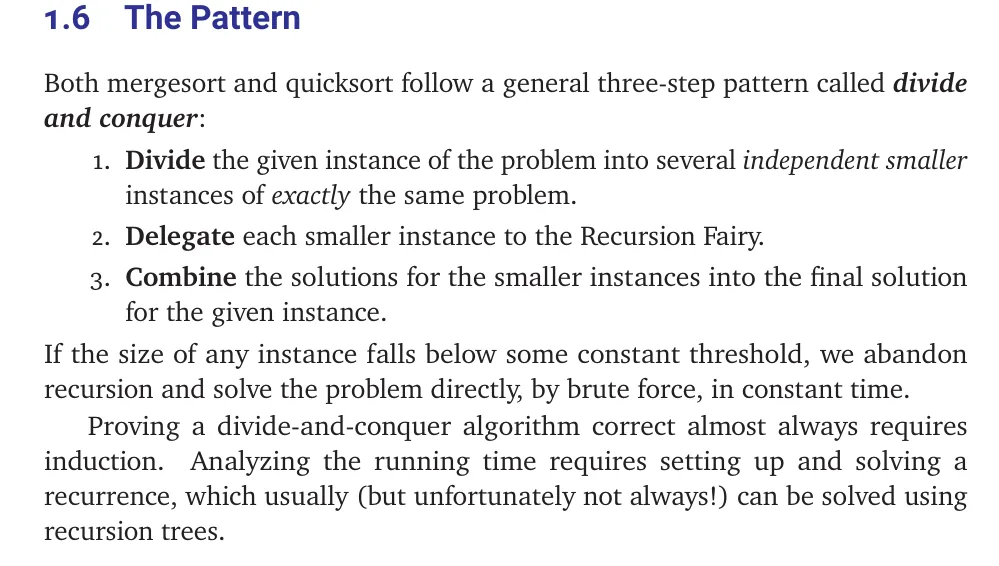 1.6 The Pattern
Both mergesort and quicksort follow a general three-step pattern called divide
and conquer:
1. Divide the given instance of the problem into several independent smaller
instances of exactly the same problem.
2. Delegate each smaller instance to the Recursion Fairy.
3. Combine the solutions for the smaller instances into the final solution
for the given instance.
If the size of any instance falls below some constant threshold, we abandon
recursion and solve the problem directly, by brute force, in constant time.
Proving a divide-and-conquer algorithm correct almost always requires
induction. Analyzing the running time requires setting up and solving a
recurrence, which usually (but unfortunately not always!) can be solved using
recursion trees.